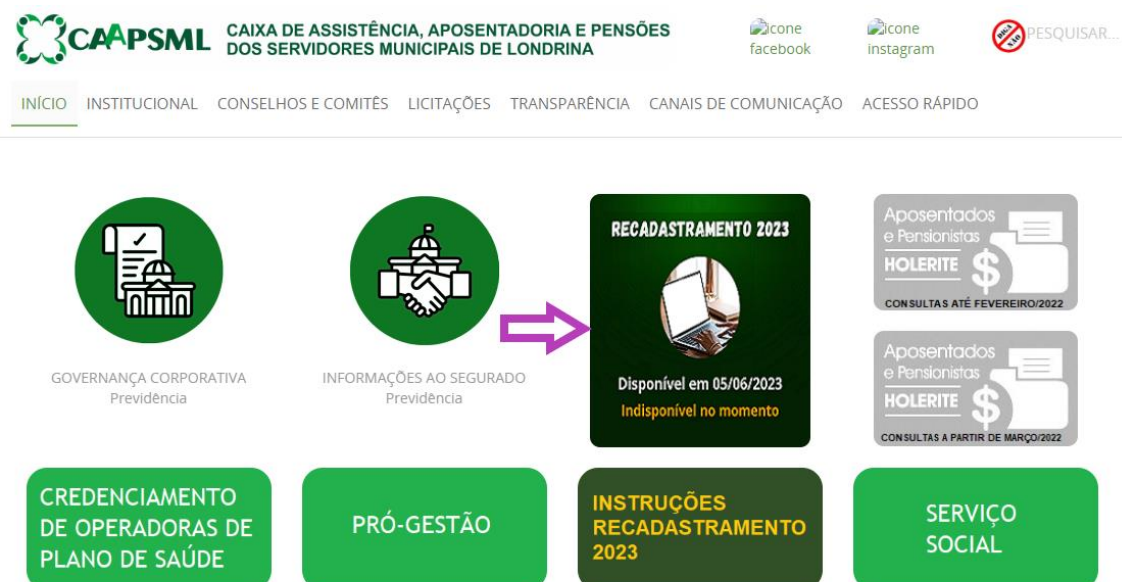 CAAPSML
CAIXA DE ASSISTÊNCIA, APOSENTADORIA E PENSÕES
DOS SERVIDORES MUNICIPAIS DE LONDRINA
icone
facebook
icone
instagram
DIGA
NÃO
PESQUISAR...
INÍCIO INSTITUCIONAL CONSELHOS E COMITÊS LICITAÇÕES TRANSPARÊNCIA CANAIS DE COMUNICAÇÃO ACESSO RÁPIDO
GOVERNANÇA CORPORATIVA
Previdência
INFORMAÇÕES AO SEGURADO
Previdência
RECADASTRAMENTO 2023
Disponível em 05/06/2023
Indisponível no momento
Aposentados
e Pensionistas
HOLERITE $
CONSULTAS ATÉ FEVEREIRO/2022
Aposentados
e Pensionistas
HOLERITE $
CONSULTAS A PARTIR DE MARÇO/2022
CREDENCIAMENTO
DE OPERADORAS DE
PLANO DE SAÚDE
PRÓ-GESTÃO
INSTRUÇÕES
RECADASTRAMENTO
2023
SERVIÇO
SOCIAL